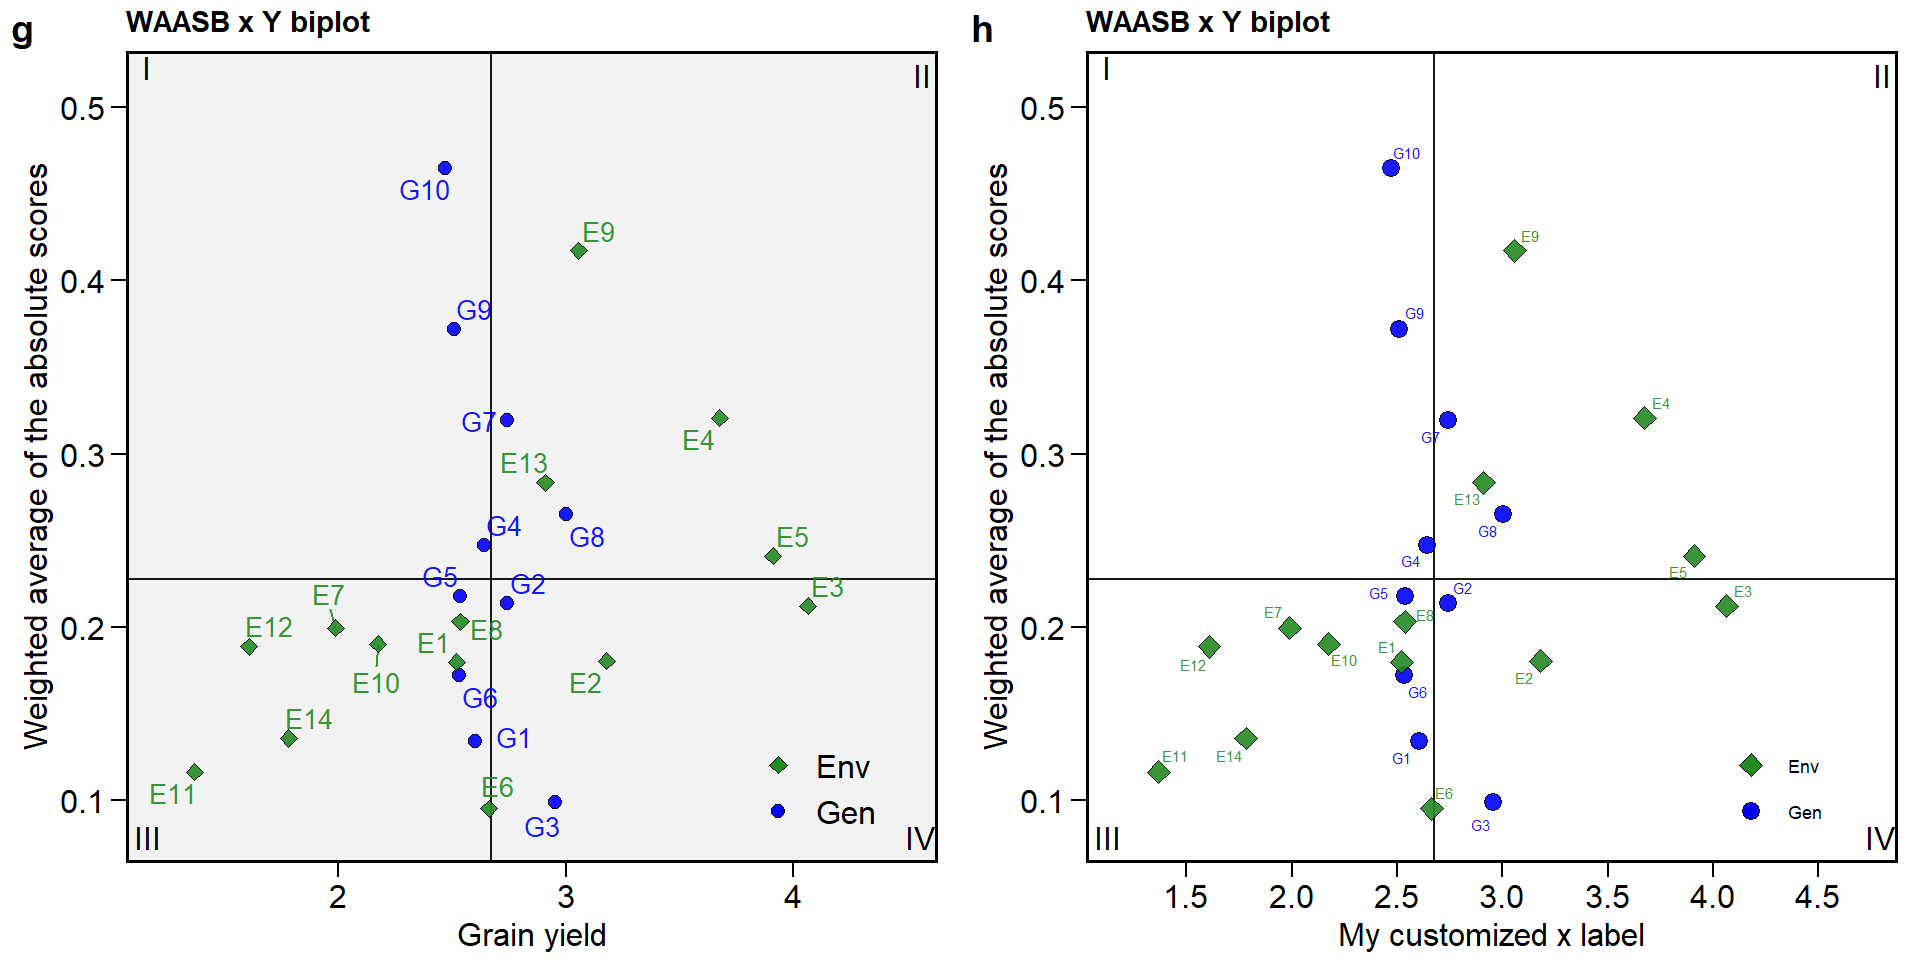 g
WAASB x Y biplot
Weighted average of the absolute scores
0.5
0.4
0.3
0.2
0.1
I
II
III
IV
G10
E9
G9
G7
E4
E13
G4
G8
E5
G5
G2
E3
E7
E12
E1
E8
E10
E2
G6
E14
G1
E11
E6
G3
Env
Gen
2
3
4
Grain yield
h
WAASB x Y biplot
Weighted average of the absolute scores
0.5
0.4
0.3
0.2
0.1
I
II
III
IV
G10
E9
G9
E4
G7
E13
G8
G4
E5
G5
G2
E3
E7
E8
E1
E12
E10
E2
G6
E11
E14
G1
E6
G3
Env
Gen
1.5
2.0
2.5
3.0
3.5
4.0
4.5
My customized x label